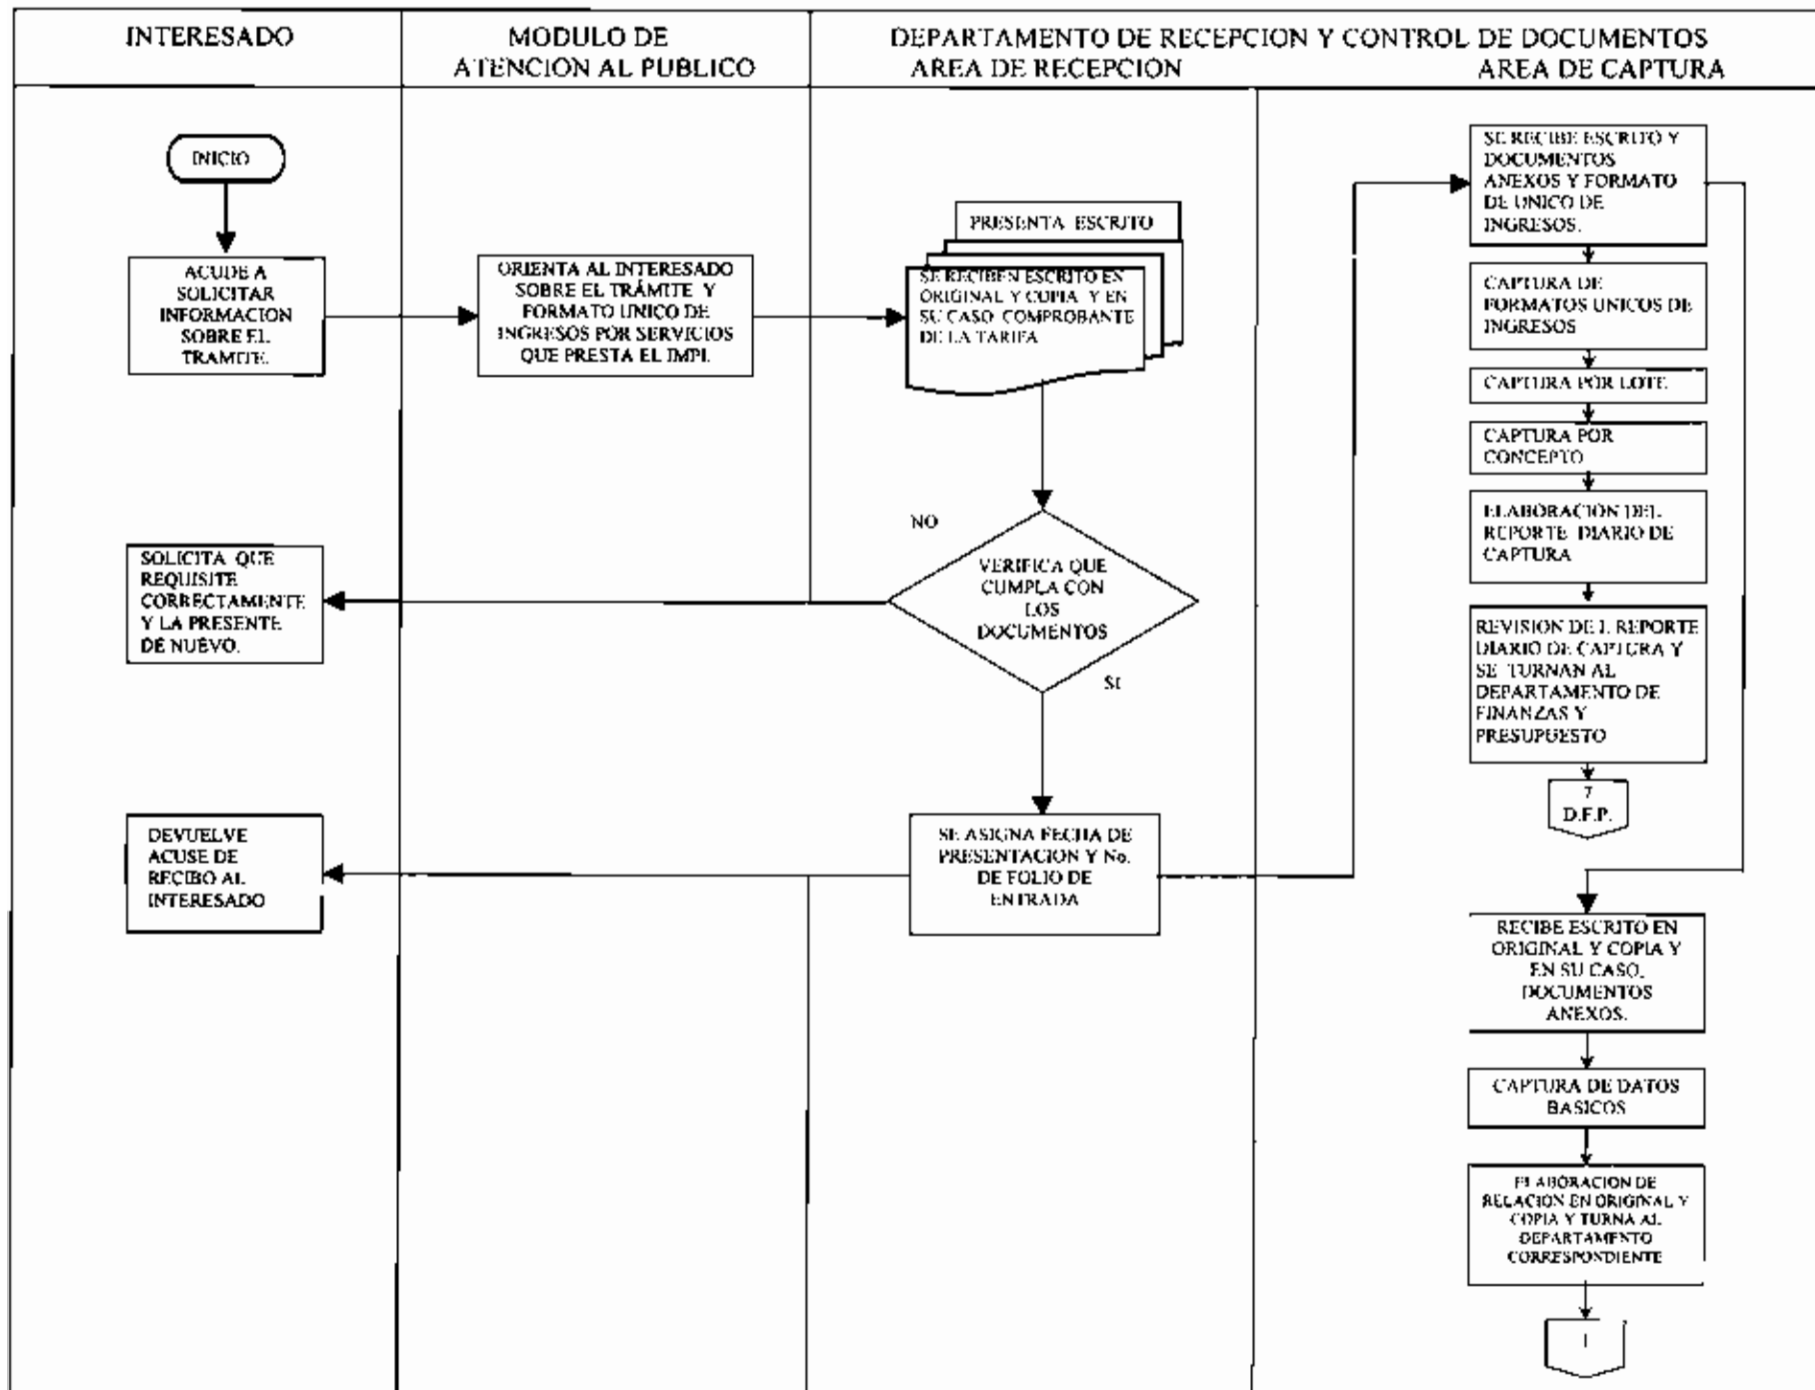 INTERESADO
MODULO DE
ATENCION AL PUBLICO
DEPARTAMENTO DE RECEPCION Y CONTROL DE DOCUMENTOS
AREA DE RECEPCION
AREA DE CAPTURA
INICIO
ACUDE A
SOLICITAR
INFORMACION
SOBRE EL
TRAMITE.
ORIENTA AL INTERESADO
SOBRE EL TRÁMITE Y
FORMATO UNICO DE
INGRESOS POR SERVICIOS
QUE PRESTA EL IMPI.
PRESENTA ESCRITO
SE RECIBEN ESCRITO EN
ORIGINAL Y COPIA Y EN
SU CASO COMPROBANTE
DE LA TARIFA
NO
VERIFICA QUE
CUMPLA CON
LOS
DOCUMENTOS
SI
SOLICITA QUE
REQUISITE
CORRECTAMENTE
Y LA PRESENTE
DE NUEVO.
SE ASIGNA FECHA DE
PRESENTACION Y No.
DE FOLIO DE
ENTRADA
DEVUELVE
ACUSE DE
RECIBO AL
INTERESADO
SE RECIBE ESCRITO Y
DOCUMENTOS
ANEXOS Y FORMATO
DE UNICO DE
INGRESOS.
CAPTURA DE
FORMATOS UNICOS DE
INGRESOS
CAPTURA POR LOTE
CAPTURA POR
CONCEPTO
ELABORACION DEL
REPORTE DIARIO DE
CAPTURA
REVISION DE L REPORTE
DIARIO DE CAPTURA Y
SE TURNAN AL
DEPARTAMENTO DE
FINANZAS Y
PRESUPUESTO
7
D.F.P.
RECIBE ESCRITO EN
ORIGINAL Y COPIA Y
EN SU CASO,
DOCUMENTOS
ANEXOS.
CAPTURA DE DATOS
BASICOS
ELABORACION DE
RELACION EN ORIGINAL Y
COPIA Y TURNA AL
DEPARTAMENTO
CORRESPONDIENTE
1